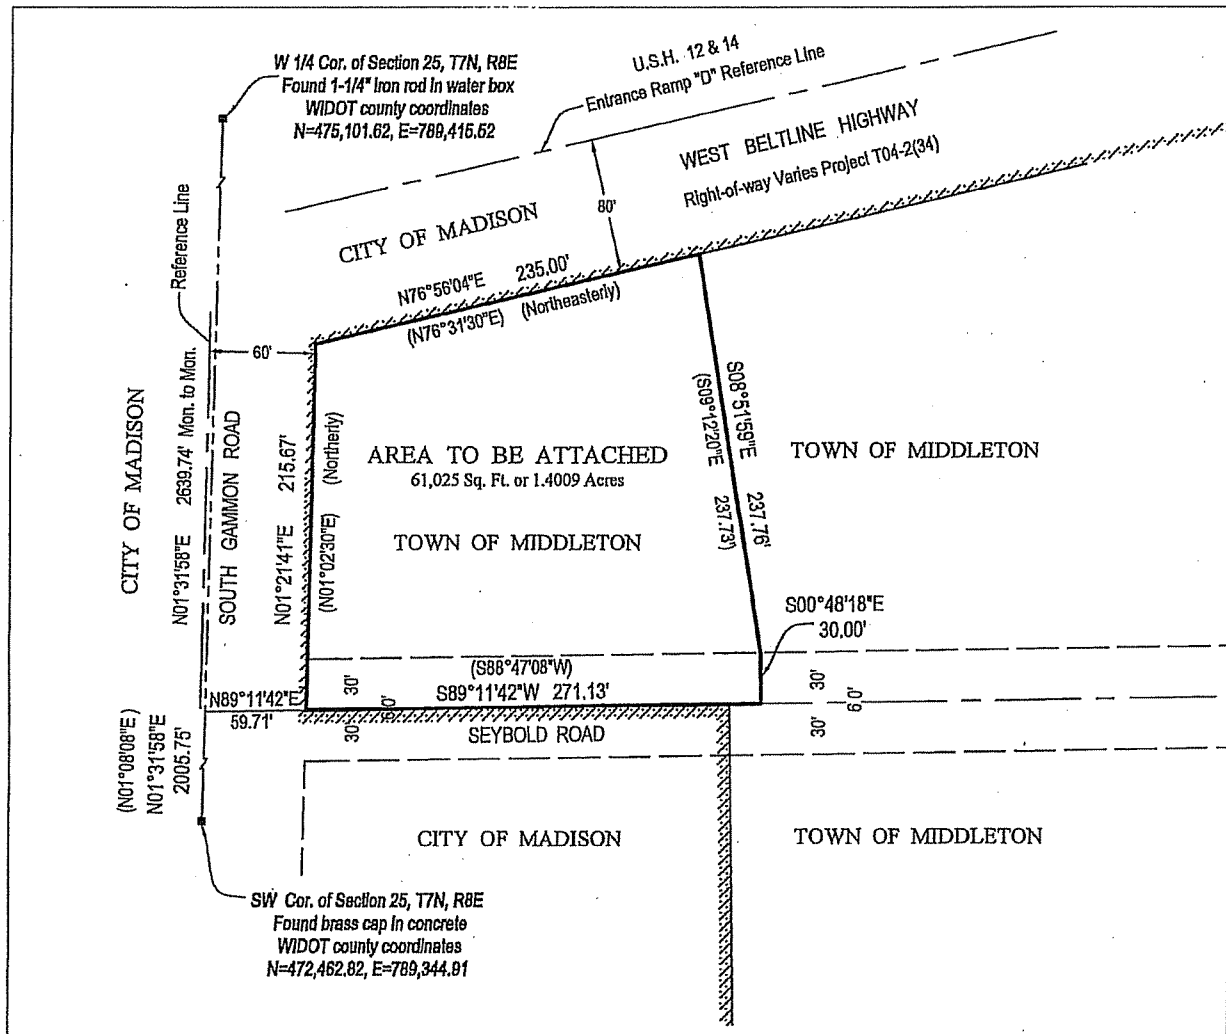 W 1/4 Cor. of Section 25, T7N, R8E
Found 1-1/4" iron rod in water box
WIDOT county coordinates
N=475,101.62, E=789,415.52
U.S.H. 12 & 14
Entrance Ramp "D" Reference Line
WEST BELTLINE HIGHWAY
Right-of-way Varies Project T04-2(34)
80'
CITY OF MADISON
N76°56'04"E 235.00'
(N76°31'30"E) (Northeasterly)
Reference Line
60'
CITY OF MADISON
N01°31'58"E 2639.74' Mon. to Mon.
SOUTH GAMMON ROAD
N01°21'41"E 215.67'
(N01°02'30"E) (Northerly)
AREA TO BE ATTACHED
61,025 Sq. Ft. or 1.4009 Acres
TOWN OF MIDDLETON
S08°51'59"E 237.76'
(S09°12'20"E 237.73')
TOWN OF MIDDLETON
S00°48'18"E
30.00'
(S88°47'08"W)
S89°11'42"W 271.13'
30'
60'
30'
30'
60'
30'
N89°11'42"E
59.71'
SEYBOLD ROAD
(N01°08'08"E)
N01°31'58"E
2005.75'
CITY OF MADISON
TOWN OF MIDDLETON
SW Cor. of Section 25, T7N, R8E
Found brass cap in concrete
WIDOT county coordinates
N=472,462.82, E=789,344.91